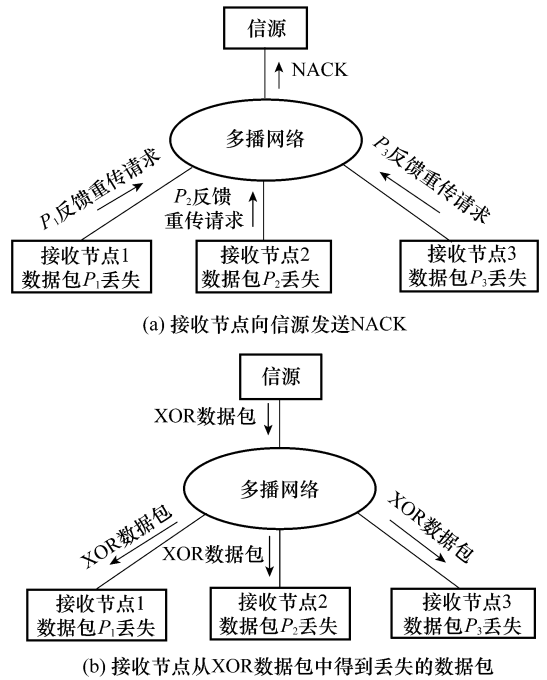 信源
NACK
多播网络
P₁反馈重传请求
P₂反馈
重传请求
P₃反馈重传请求
接收节点1
数据包P₁丢失
接收节点2
数据包P₂丢失
接收节点3
数据包P₃丢失
(a) 接收节点向信源发送NACK
信源
XOR数据包
多播网络
XOR数据包
XOR数据包
XOR数据包
接收节点1
数据包P₁丢失
接收节点2
数据包P₂丢失
接收节点3
数据包P₃丢失
(b) 接收节点从XOR数据包中得到丢失的数据包